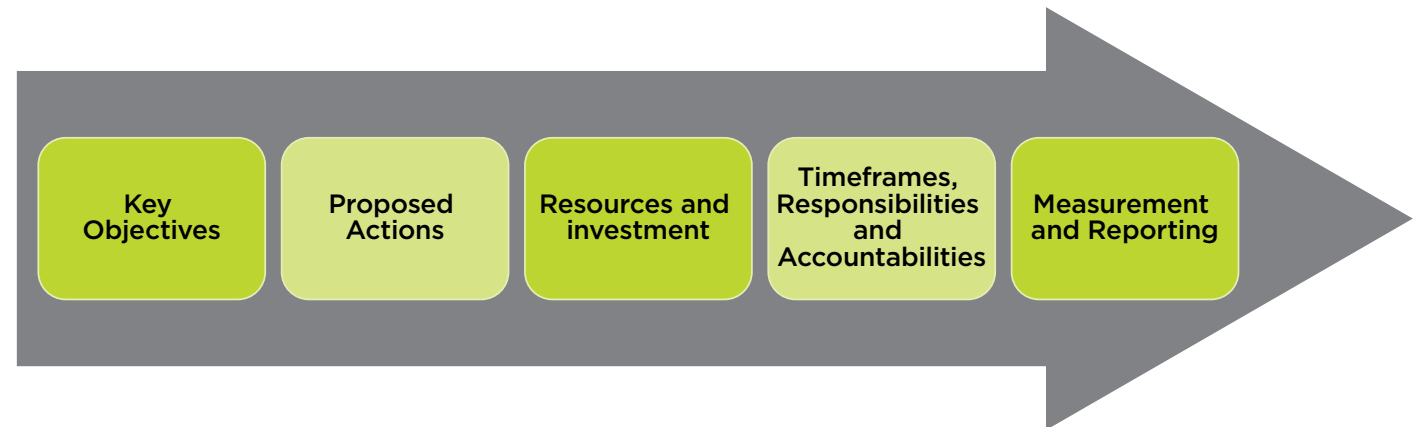 Key
Objectives
Proposed
Actions
Resources and
investment
Timeframes,
Responsibilities
and
Accountabilities
Measurement
and Reporting